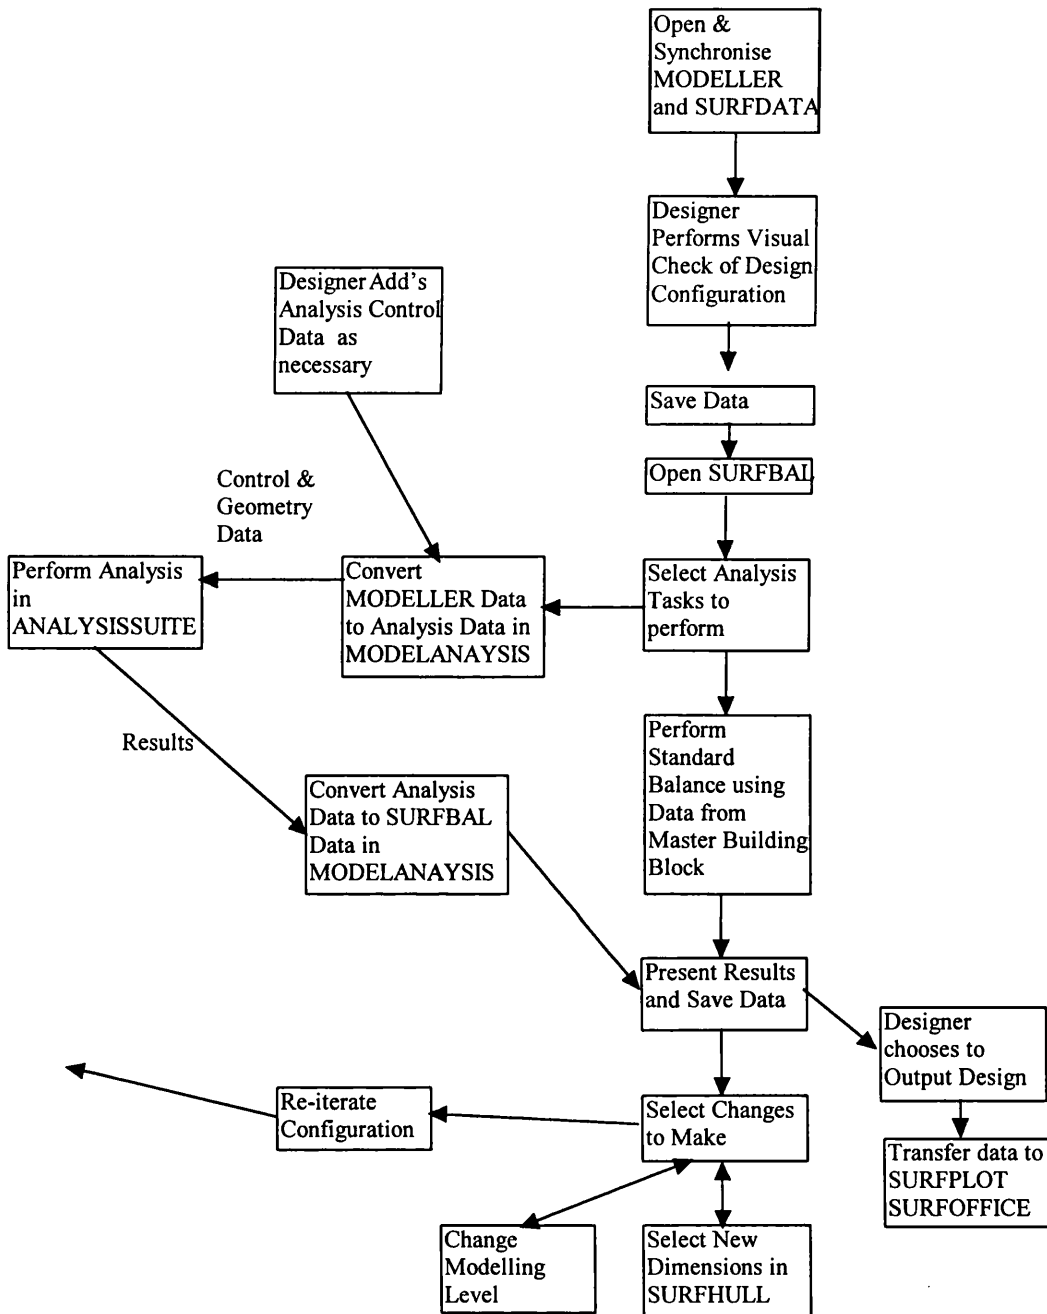 Open &
Synchronise
MODELLER
and SURFDATA
Designer
Performs Visual
Check of Design
Configuration
Designer Add's
Analysis Control
Data as
necessary
Save Data
Open SURFBAL
Control &
Geometry
Data
Perform Analysis
in
ANALYSISSUITE
Convert
MODELLER Data
to Analysis Data in
MODELANAYSIS
Select Analysis
Tasks to
perform
Results
Perform
Standard
Balance using
Data from
Master Building
Block
Convert Analysis
Data to SURFBAL
Data in
MODELANAYSIS
Present Results
and Save Data
Designer
chooses to
Output Design
Re-iterate
Configuration
Select Changes
to Make
Transfer data to
SURFPLOT
SURFOFFICE
Change
Modelling
Level
Select New
Dimensions in
SURFHULL